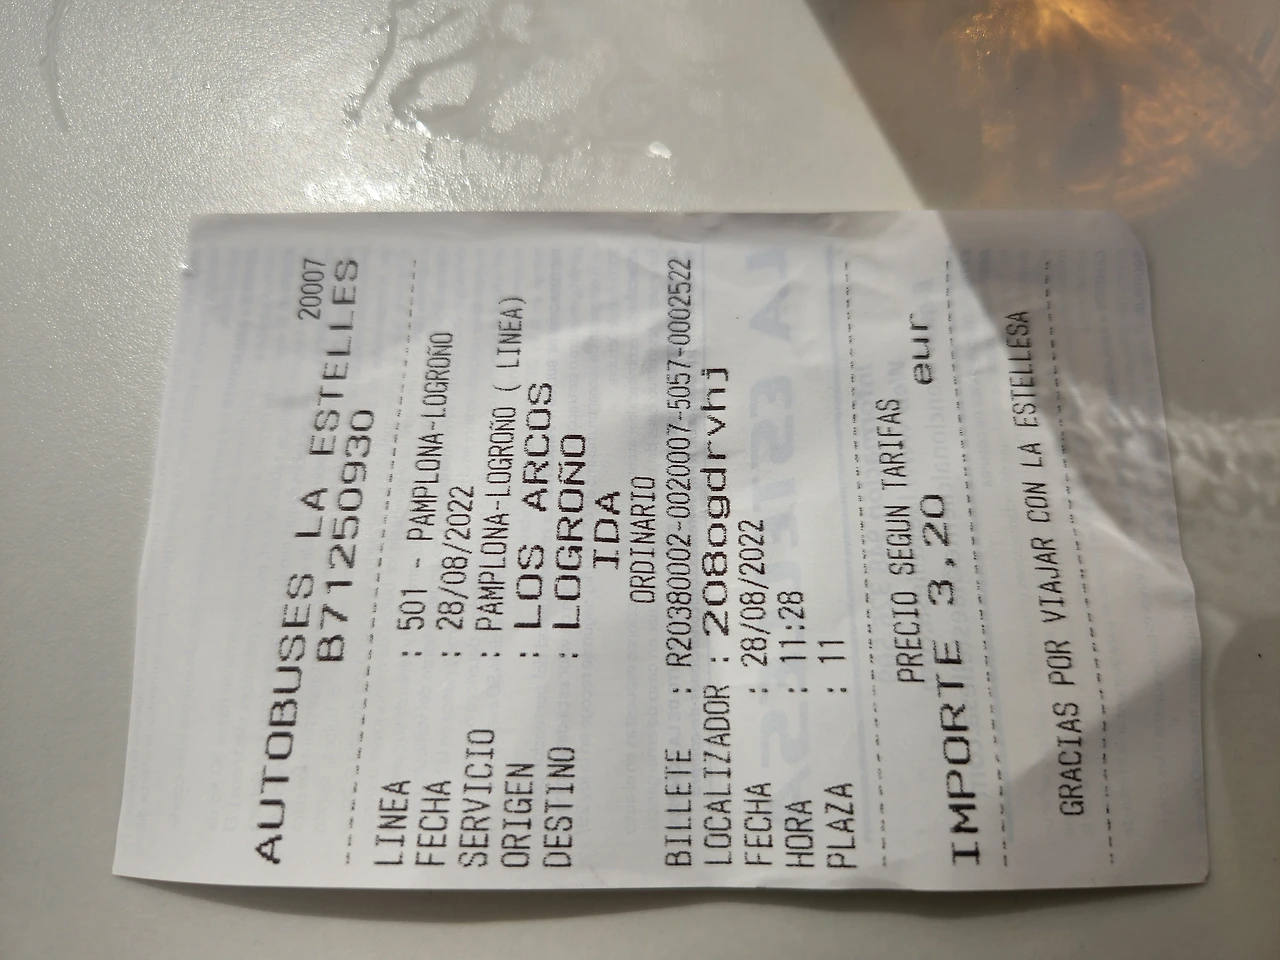 20007
AUTOBUSES LA ESTELLES
B71250930
LINEA : 501 - PAMPLONA-LOGROÑO
FECHA : 28/08/2022
SERVICIO : PAMPLONA-LOGROÑO ( LINEA)
ORIGEN : LOS ARCOS
DESTINO : LOGROÑO
IDA
ORDINARIO
BILLETE : R20380002-0020007-5057-0002522
LOCALIZADOR : 208ogdrvhj
FECHA : 28/08/2022
HORA : 11:28
PLAZA : 11
PRECIO SEGUN TARIFAS
IMPORTE 3,20 eur
GRACIAS POR VIAJAR CON LA ESTELLESA